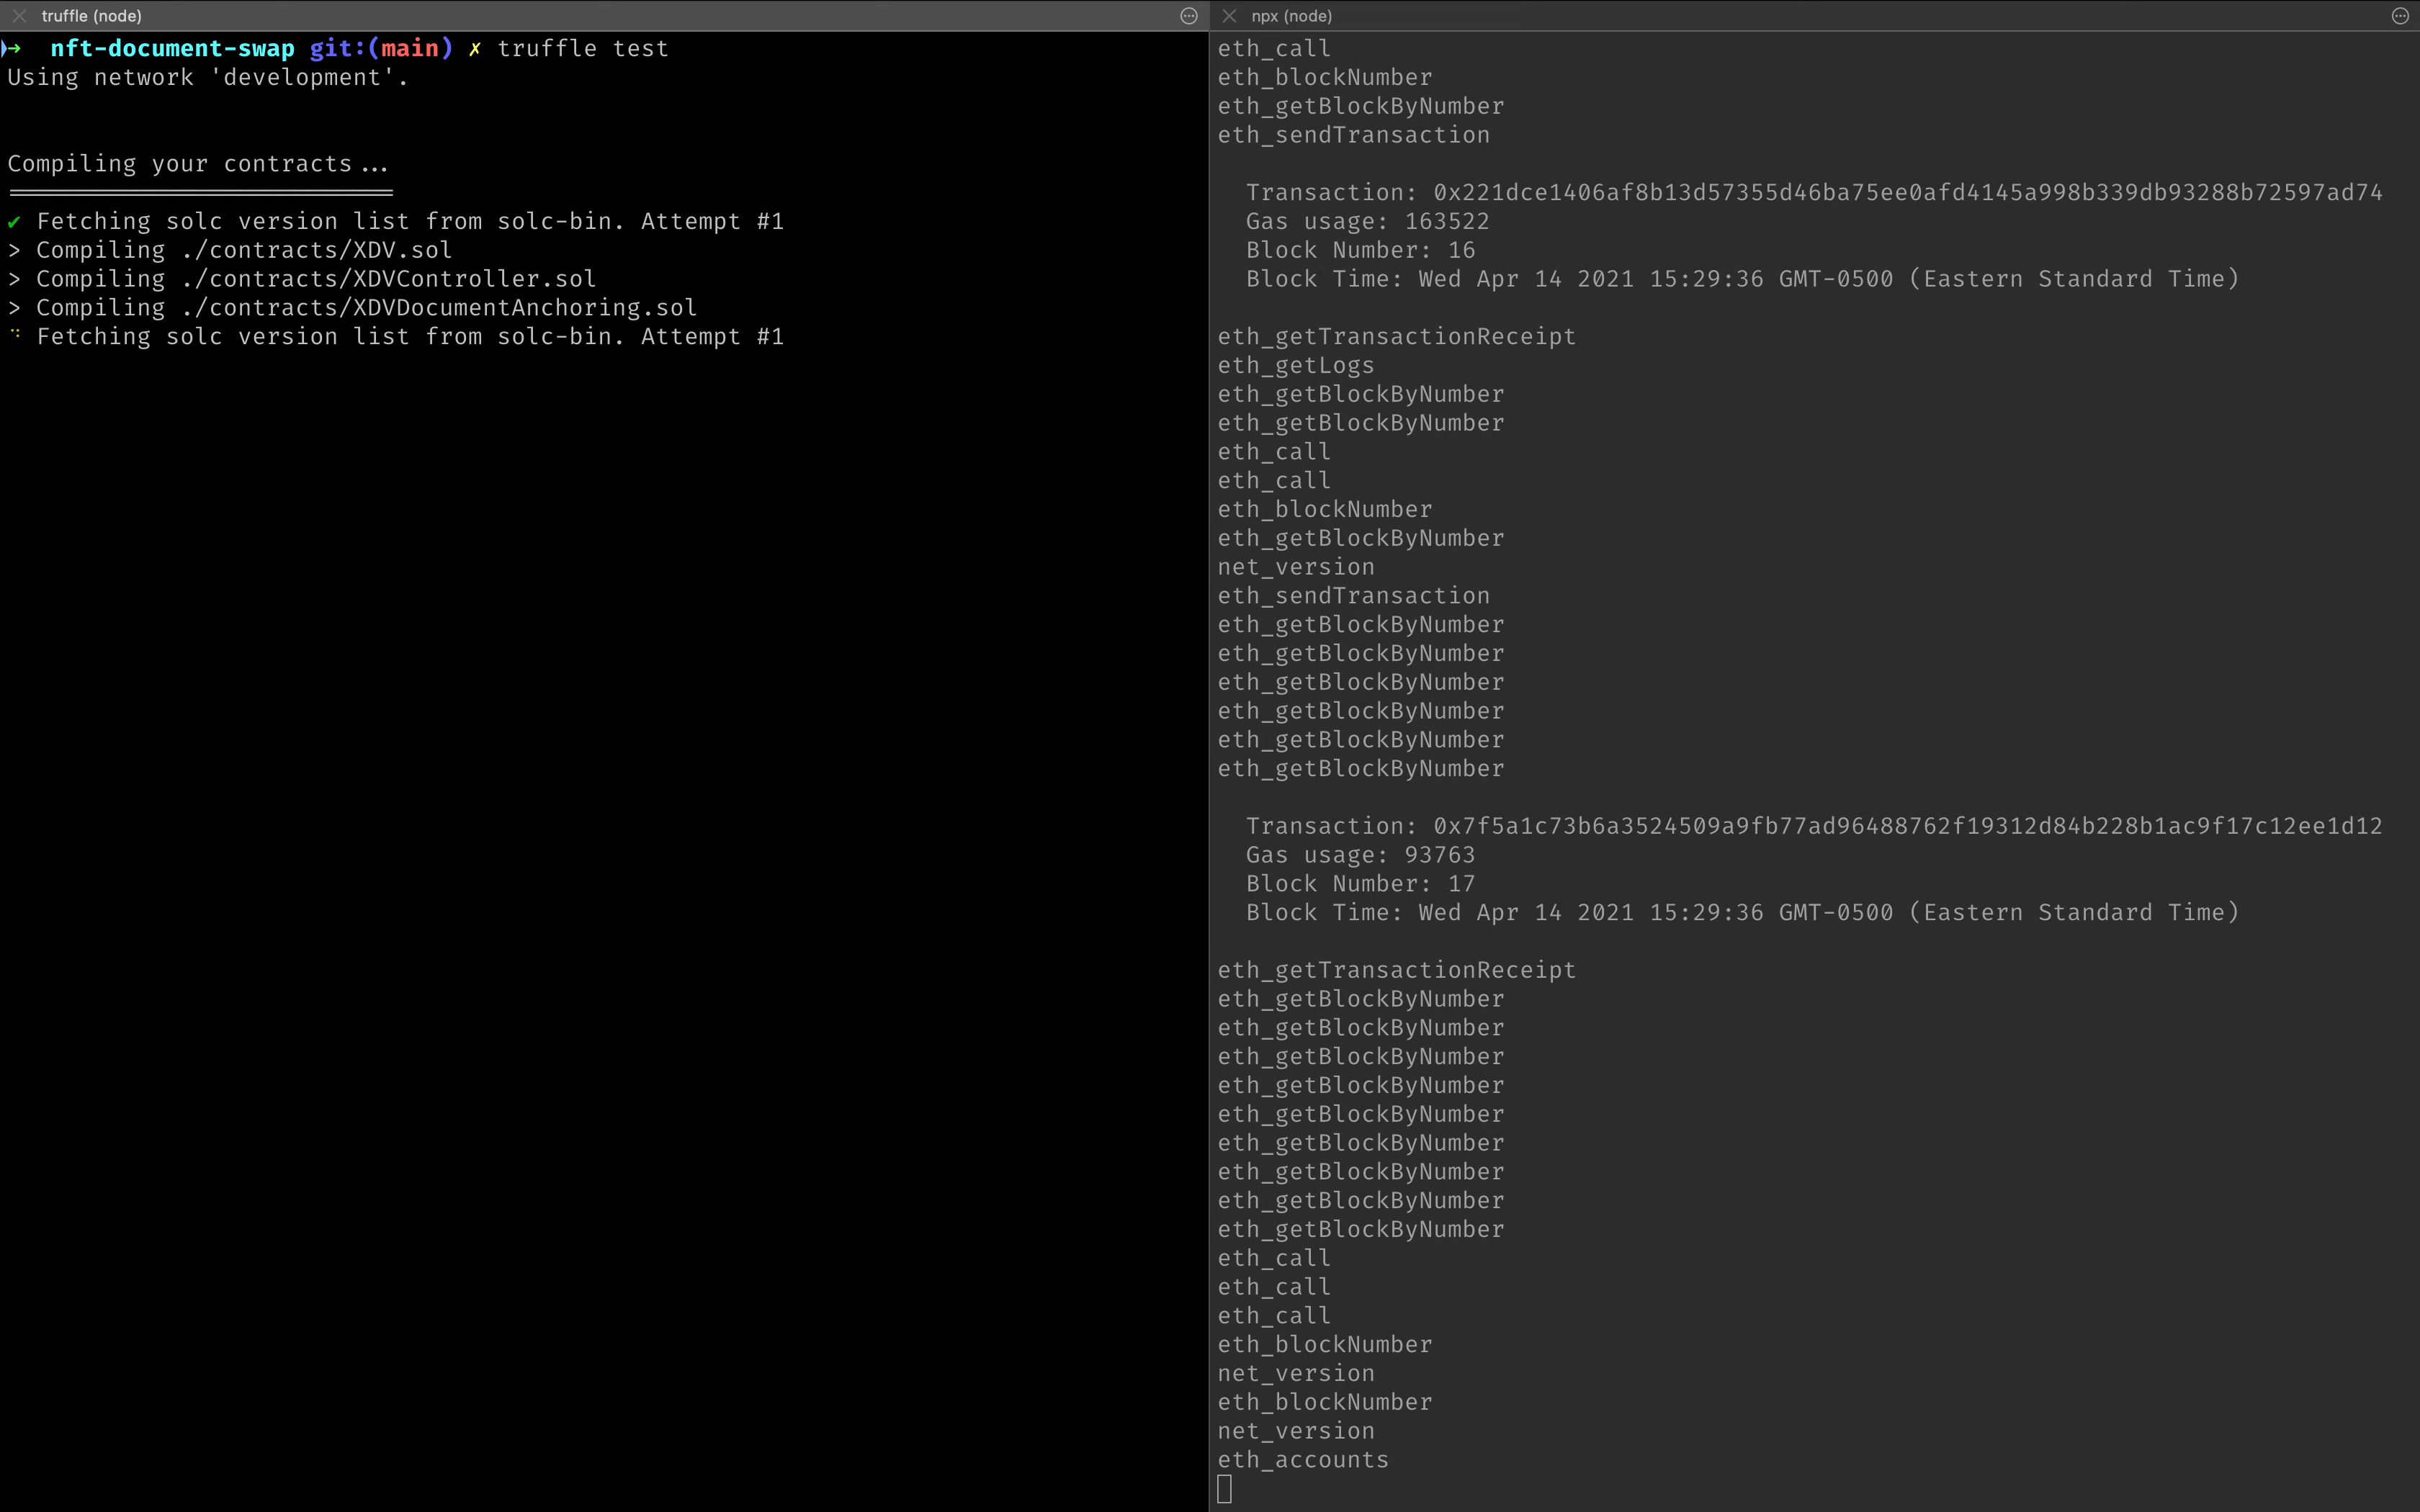 truffle (node)
→ nft-document-swap git:(main) ✗ truffle test
Using network 'development'.
Compiling your contracts...
===========================
✔ Fetching solc version list from solc-bin. Attempt #1
> Compiling ./contracts/XDV.sol
> Compiling ./contracts/XDVController.sol
> Compiling ./contracts/XDVDocumentAnchoring.sol
Fetching solc version list from solc-bin. Attempt #1
npx (node)
eth_call
eth_blockNumber
eth_getBlockByNumber
eth_sendTransaction
Transaction: 0x221dce1406af8b13d57355d46ba75ee0afd4145a998b339db93288b72597ad74
Gas usage: 163522
Block Number: 16
Block Time: Wed Apr 14 2021 15:29:36 GMT-0500 (Eastern Standard Time)
eth_getTransactionReceipt
eth_getLogs
eth_getBlockByNumber
eth_getBlockByNumber
eth_call
eth_call
eth_blockNumber
eth_getBlockByNumber
net_version
eth_sendTransaction
eth_getBlockByNumber
eth_getBlockByNumber
eth_getBlockByNumber
eth_getBlockByNumber
eth_getBlockByNumber
eth_getBlockByNumber
Transaction: 0x7f5a1c73b6a3524509a9fb77ad96488762f19312d84b228b1ac9f17c12ee1d12
Gas usage: 93763
Block Number: 17
Block Time: Wed Apr 14 2021 15:29:36 GMT-0500 (Eastern Standard Time)
eth_getTransactionReceipt
eth_getBlockByNumber
eth_getBlockByNumber
eth_getBlockByNumber
eth_getBlockByNumber
eth_getBlockByNumber
eth_getBlockByNumber
eth_getBlockByNumber
eth_getBlockByNumber
eth_getBlockByNumber
eth_call
eth_call
eth_call
eth_blockNumber
net_version
eth_blockNumber
net_version
eth_accounts